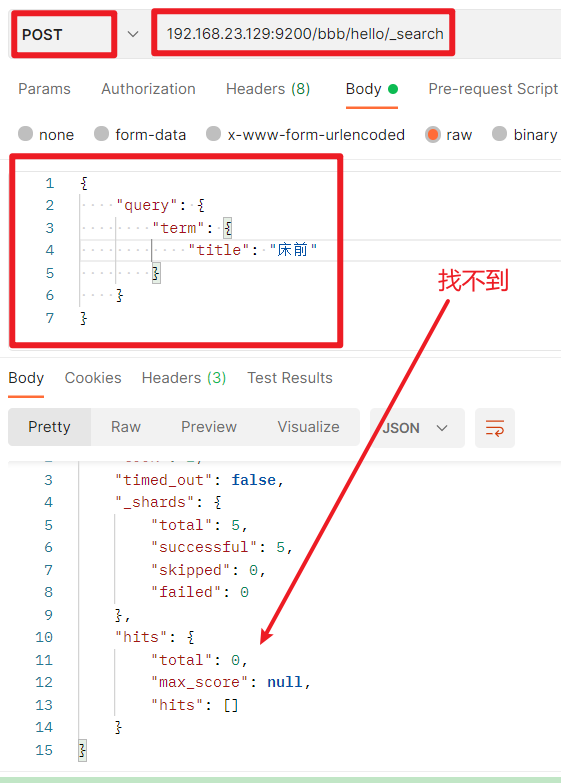 POST 192.168.23.129:9200/bbb/hello/_search
Params Authorization Headers (8) Body Pre-request Script
none form-data x-www-form-urlencoded raw binary
1 {
2 "query": {
3 "term": {
4 "title": "床前"
5 }
6 }
7 }
找不到
Body Cookies Headers (3) Test Results
Pretty Raw Preview Visualize JSON
3 "timed_out": false,
4 "_shards": {
5 "total": 5,
6 "successful": 5,
7 "skipped": 0,
8 "failed": 0
9 },
10 "hits": {
11 "total": 0,
12 "max_score": null,
13 "hits": []
14 }
15 }